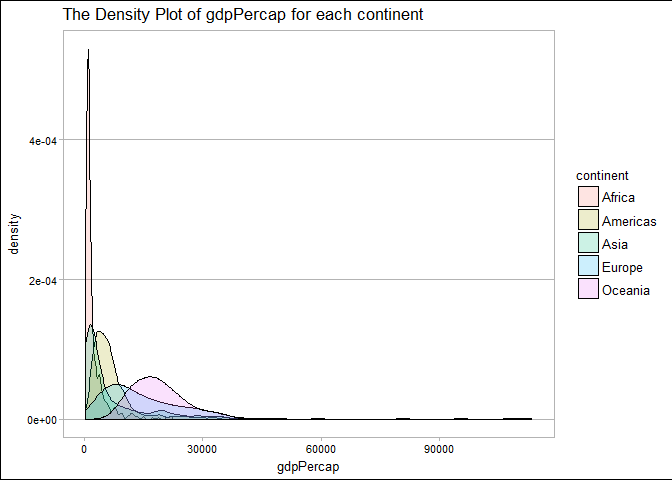 The Density Plot of gdpPercap for each continent
density
4e-04
2e-04
0e+00
0
30000
60000
90000
gdpPercap
continent
Africa
Americas
Asia
Europe
Oceania